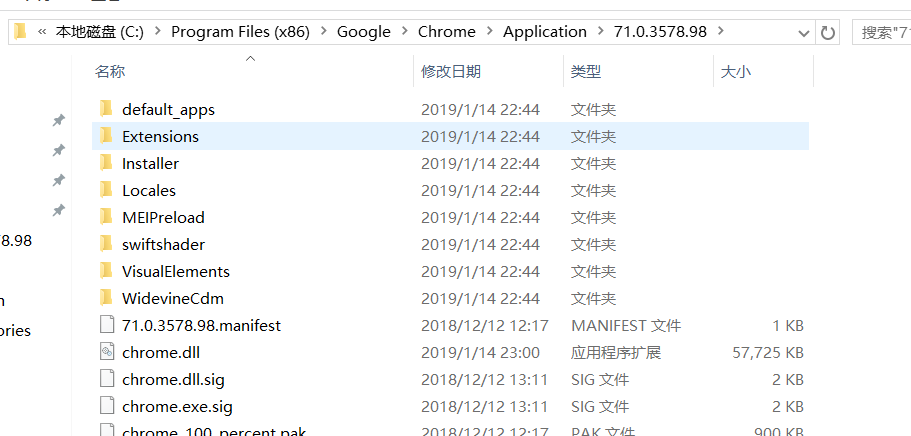 « 本地磁盘 (C:) › Program Files (x86) › Google › Chrome › Application › 71.0.3578.98 › 搜索"7
名称 修改日期 类型 大小
default_apps 2019/1/14 22:44 文件夹
Extensions 2019/1/14 22:44 文件夹
Installer 2019/1/14 22:44 文件夹
Locales 2019/1/14 22:44 文件夹
MEIPreload 2019/1/14 22:44 文件夹
swiftshader 2019/1/14 22:44 文件夹
8.98
VisualElements 2019/1/14 22:44 文件夹
WidevineCdm 2019/1/14 22:44 文件夹
71.0.3578.98.manifest 2018/12/12 12:17 MANIFEST 文件 1 KB
ories
chrome.dll 2019/1/14 23:00 应用程序扩展 57,725 KB
chrome.dll.sig 2018/12/12 13:11 SIG 文件 2 KB
chrome.exe.sig 2018/12/12 13:11 SIG 文件 2 KB
chrome_100_percent.pak 2018/12/12 12:17 PAK 文件 900 KB